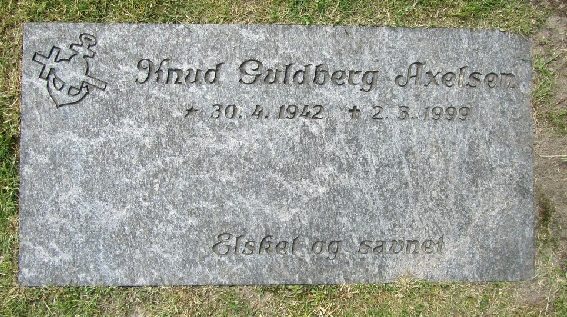 Knud Guldberg Axelsen
* 30. 4. 1942 ✝ 2. 3. 1999
Elsket og savnet